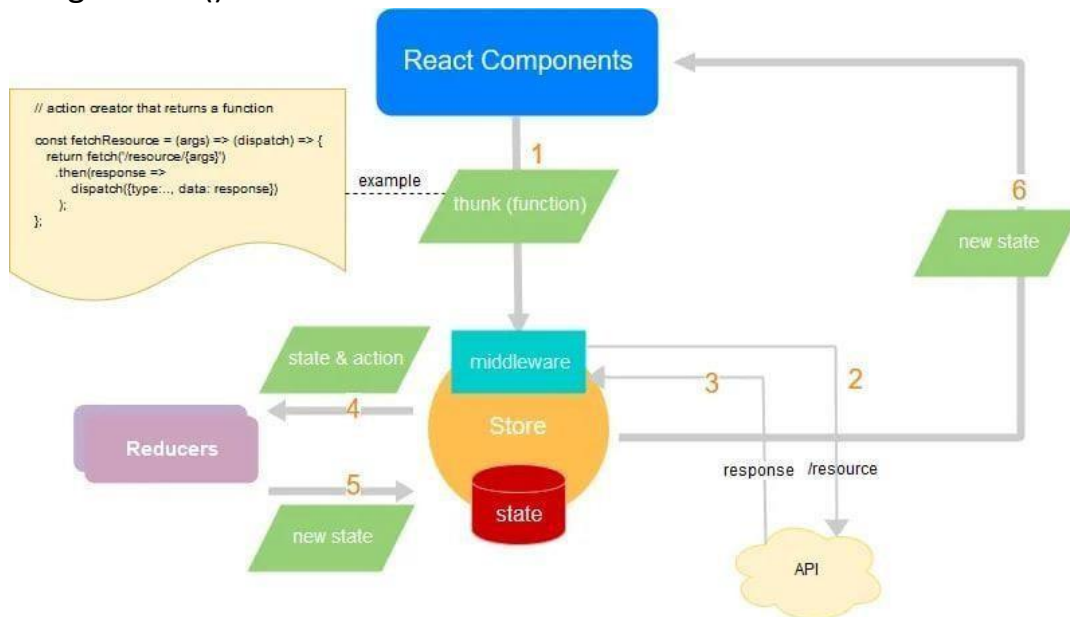 React Components
// action creator that returns a function
const fetchResource = (args) => (dispatch) => {
return fetch('/resource/{args}')
.then(response =>
dispatch({type:.., data: response})
);
};
1
example
thunk (function)
6
new state
state & action
middleware
2
3
4
Store
Reducers
response
/resource
5
state
new state
API